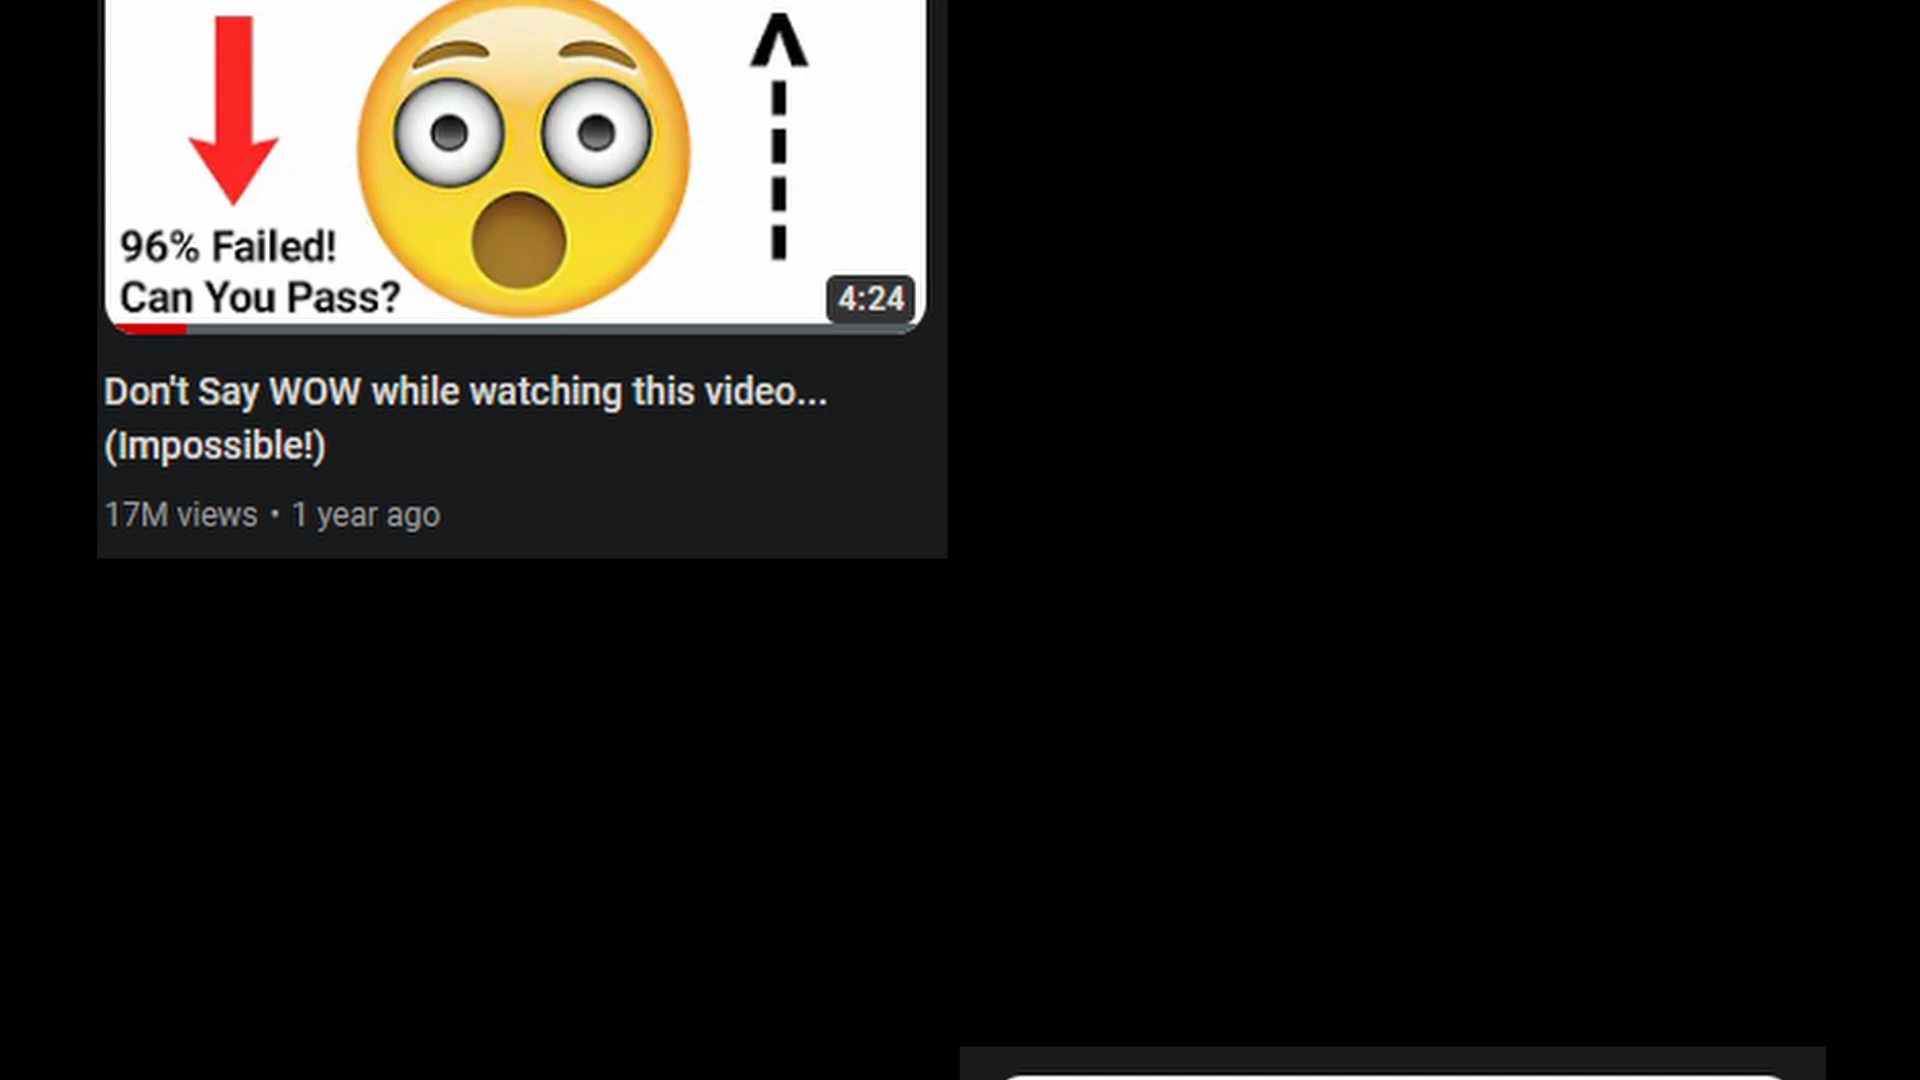 96% Failed!
Can You Pass?
4:24
Don't Say WOW while watching this video...
(Impossible!)
17M views • 1 year ago